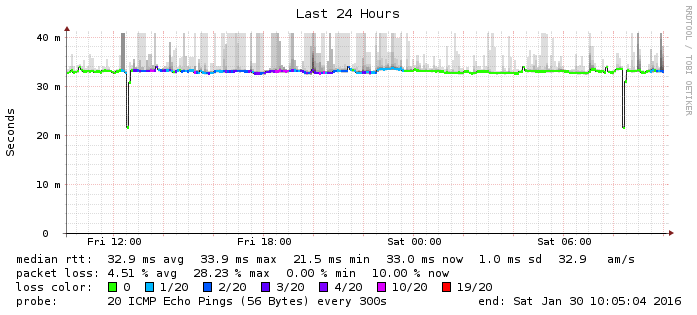 Last 24 Hours
RRDTOOL / TOBI OETIKER
Seconds
40 m
30 m
20 m
10 m
0
Fri 12:00 Fri 18:00 Sat 00:00 Sat 06:00
median rtt: 32.9 ms avg 33.9 ms max 21.5 ms min 33.0 ms now 1.0 ms sd 32.9 am/s
packet loss: 4.51 % avg 28.23 % max 0.00 % min 10.00 % now
loss color: 0 1/20 2/20 3/20 4/20 10/20 19/20
probe: 20 ICMP Echo Pings (56 Bytes) every 300s end: Sat Jan 30 10:05:04 2016